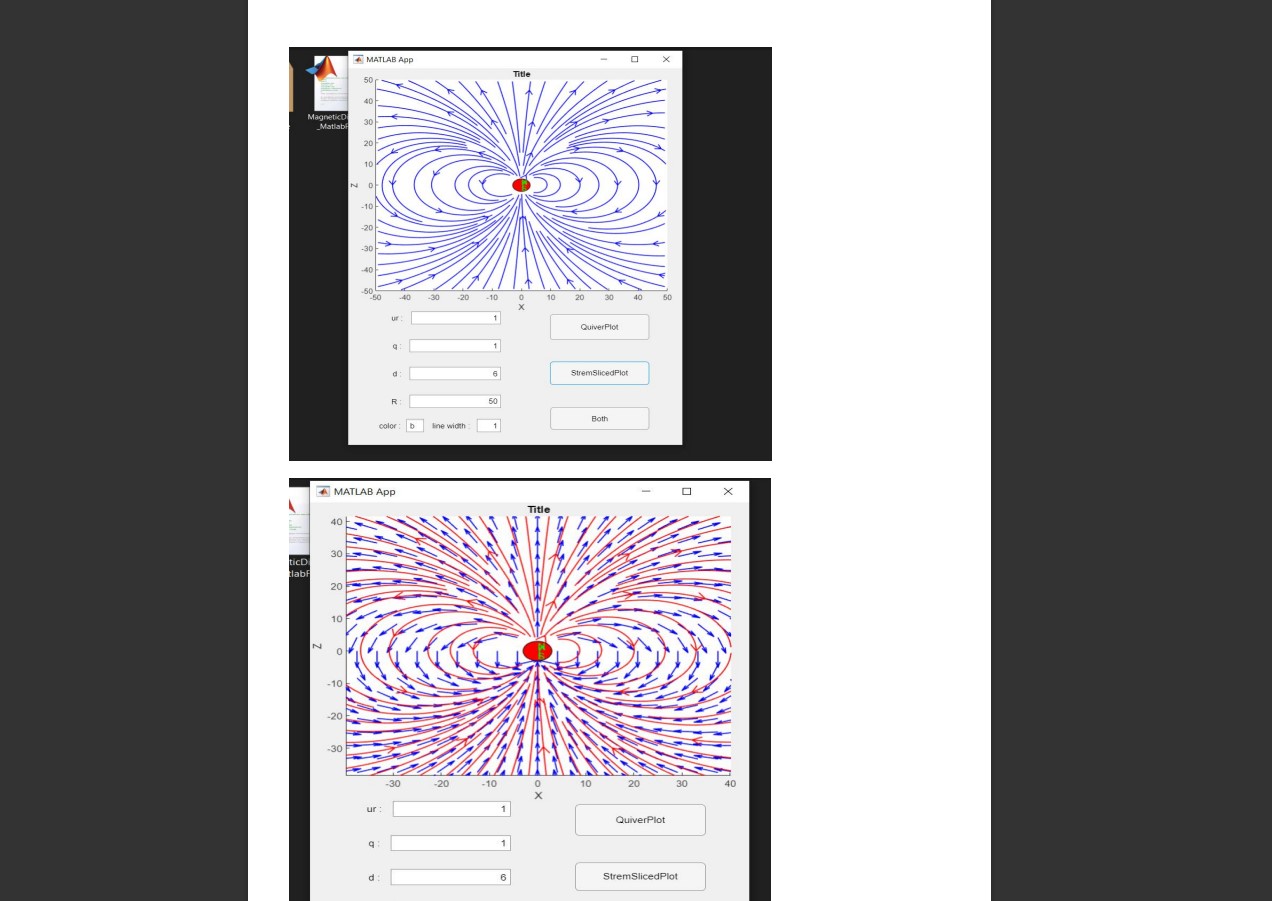 MATLAB App
MagneticDi
_MatlabF
Title
50
40
30
20
10
0
-10
-20
-30
-40
-50
Z
-50 -40 -30 -20 -10 0 10 20 30 40 50
X
ur : 1
QuiverPlot
q : 1
d : 6
StremSlicedPlot
R : 50
Both
color : b line width : 1
MATLAB App
ticDi
tlabF
Title
40
30
20
10
0
-10
-20
-30
Z
-30 -20 -10 0 10 20 30 40
X
ur : 1
QuiverPlot
q : 1
d : 6
StremSlicedPlot